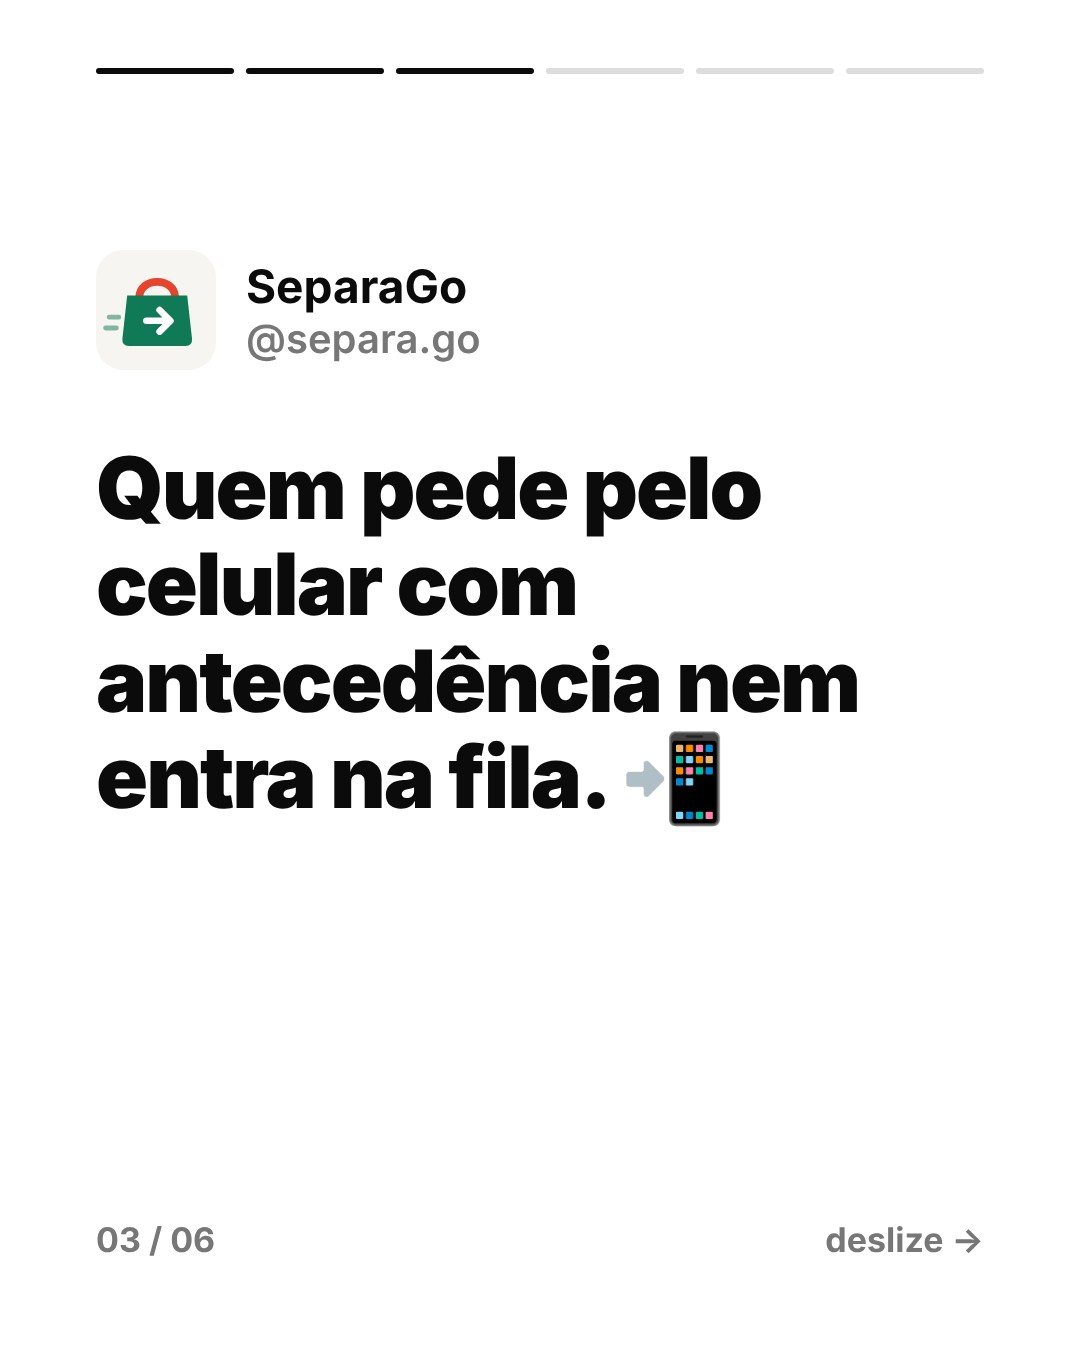 SeparaGo
@separa.go
Quem pede pelo
celular com
antecedência nem
entra na fila. 📲
03 / 06
deslize →